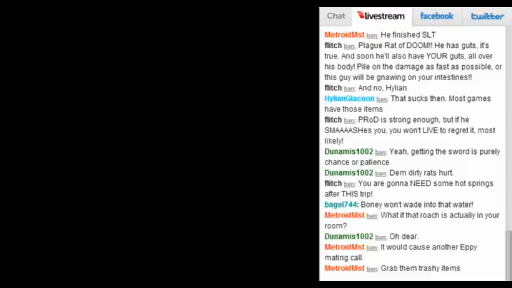 Chat livestream facebook twitter
MetroidMst ban: He finished SLT
flitch ban: Plague Rat of DOOM!! He has guts, it's
true. And soon he'll also have YOUR guts, all over
his body! Pile on the damage as fast as possible, or
this guy will be gnawing on your intestines!!
flitch ban: And no, Hylian
HylianGlaceon ban: That sucks then. Most games
have those items
flitch ban: PRoD is strong enough, but if he
SMAAAASHes you, you won't LIVE to regret it, most
likely!
Dunamis1002 ban: Yeah, getting the sword is purely
chance or patience.
Dunamis1002 ban: Dem dirty rats hurt.
flitch ban: You are gonna NEED some hot springs
after THIS trip!
bagel744: Boney won't wade into that water!
MetroidMst ban: What if that roach is actually in your
room?
Dunamis1002 ban: Oh dear.
MetroidMst ban: It would cause another Eppy
mating call.
MetroidMst ban: Grab them trashy items